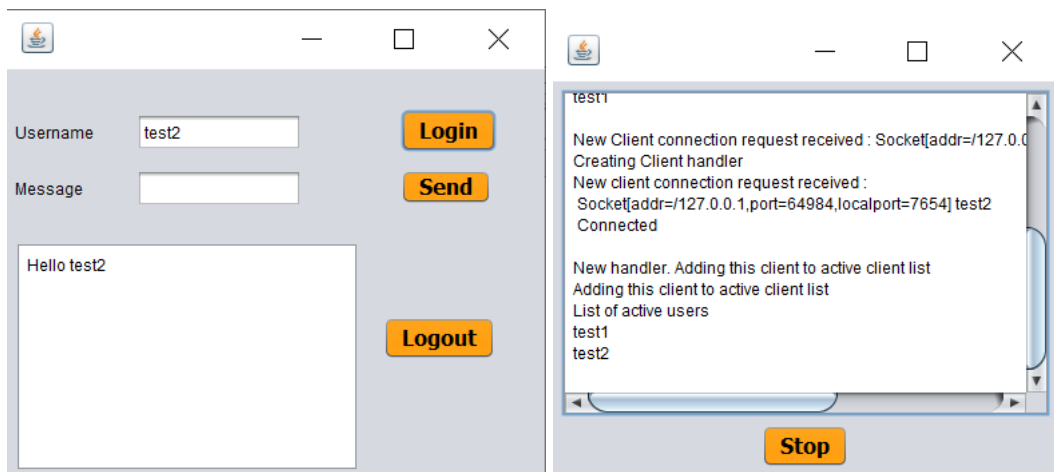 Username
test2
Login
Message
Send
Hello test2
Logout
test1
New Client connection request received : Socket[addr=/127.0.0
Creating Client handler
New client connection request received :
Socket[addr=/127.0.0.1,port=64984,localport=7654] test2
Connected
New handler. Adding this client to active client list
Adding this client to active client list
List of active users
test1
test2
Stop